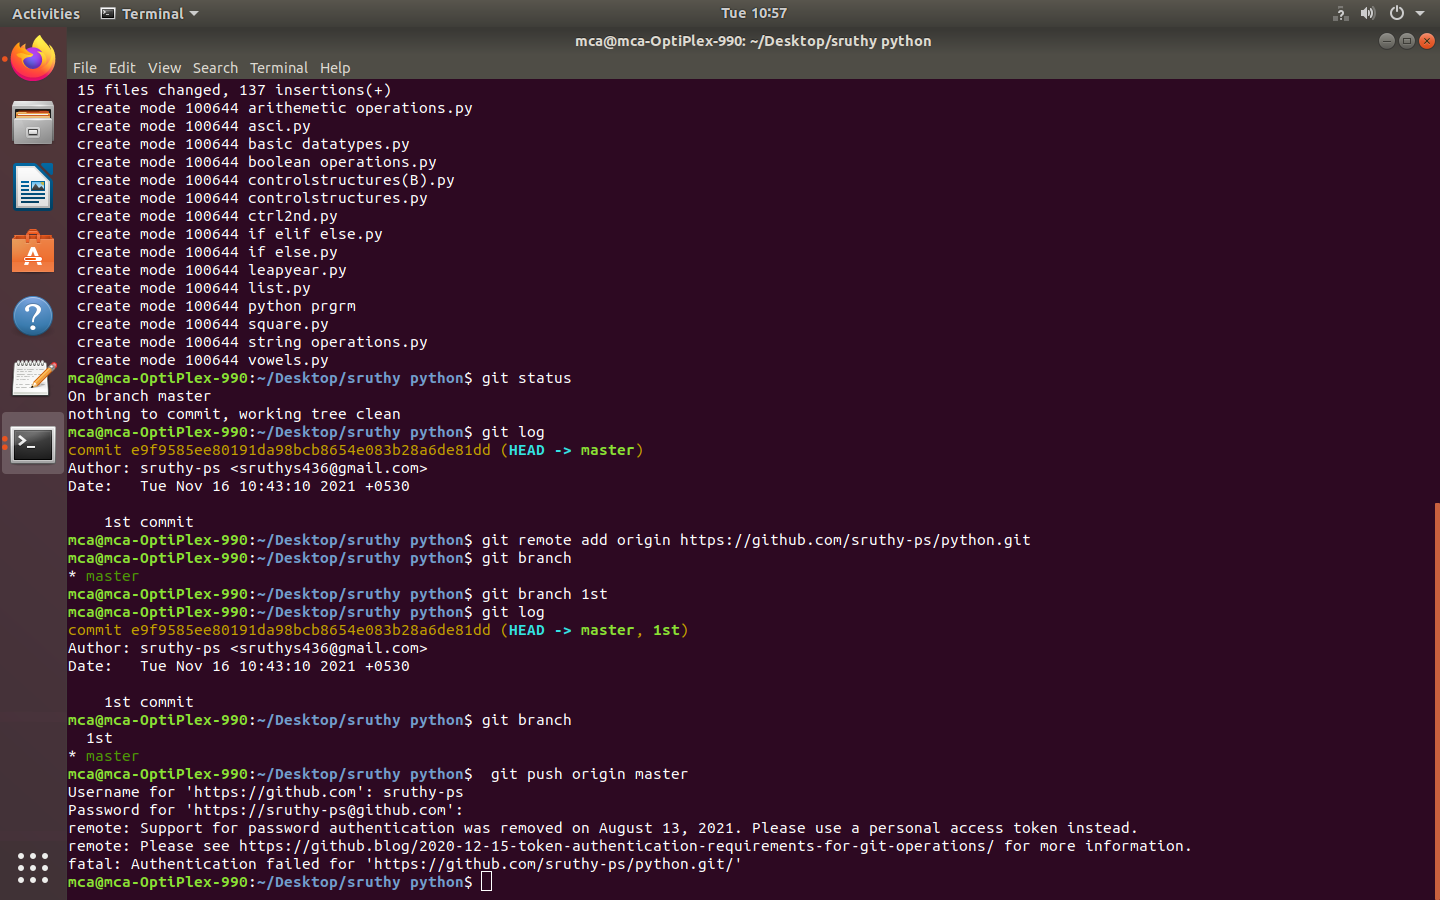 Activities Terminal Tue 10:57
mca@mca-OptiPlex-990: ~/Desktop/sruthy python
File Edit View Search Terminal Help
15 files changed, 137 insertions(+)
create mode 100644 arithemetic operations.py
create mode 100644 asci.py
create mode 100644 basic datatypes.py
create mode 100644 boolean operations.py
create mode 100644 controlstructures(B).py
create mode 100644 controlstructures.py
create mode 100644 ctrl2nd.py
create mode 100644 if elif else.py
create mode 100644 if else.py
create mode 100644 leapyear.py
create mode 100644 list.py
create mode 100644 python prgrm
create mode 100644 square.py
create mode 100644 string operations.py
create mode 100644 vowels.py
mca@mca-OptiPlex-990:~/Desktop/sruthy python$ git status
On branch master
nothing to commit, working tree clean
mca@mca-OptiPlex-990:~/Desktop/sruthy python$ git log
commit e9f9585ee80191da98bcb8654e083b28a6de81dd (HEAD -> master)
Author: sruthy-ps <sruthys436@gmail.com>
Date:   Tue Nov 16 10:43:10 2021 +0530
1st commit
mca@mca-OptiPlex-990:~/Desktop/sruthy python$ git remote add origin https://github.com/sruthy-ps/python.git
mca@mca-OptiPlex-990:~/Desktop/sruthy python$ git branch
* master
mca@mca-OptiPlex-990:~/Desktop/sruthy python$ git branch 1st
mca@mca-OptiPlex-990:~/Desktop/sruthy python$ git log
commit e9f9585ee80191da98bcb8654e083b28a6de81dd (HEAD -> master, 1st)
Author: sruthy-ps <sruthys436@gmail.com>
Date:   Tue Nov 16 10:43:10 2021 +0530
1st commit
mca@mca-OptiPlex-990:~/Desktop/sruthy python$ git branch
1st
* master
mca@mca-OptiPlex-990:~/Desktop/sruthy python$  git push origin master
Username for 'https://github.com': sruthy-ps
Password for 'https://sruthy-ps@github.com':
remote: Support for password authentication was removed on August 13, 2021. Please use a personal access token instead.
remote: Please see https://github.blog/2020-12-15-token-authentication-requirements-for-git-operations/ for more information.
fatal: Authentication failed for 'https://github.com/sruthy-ps/python.git/'
mca@mca-OptiPlex-990:~/Desktop/sruthy python$